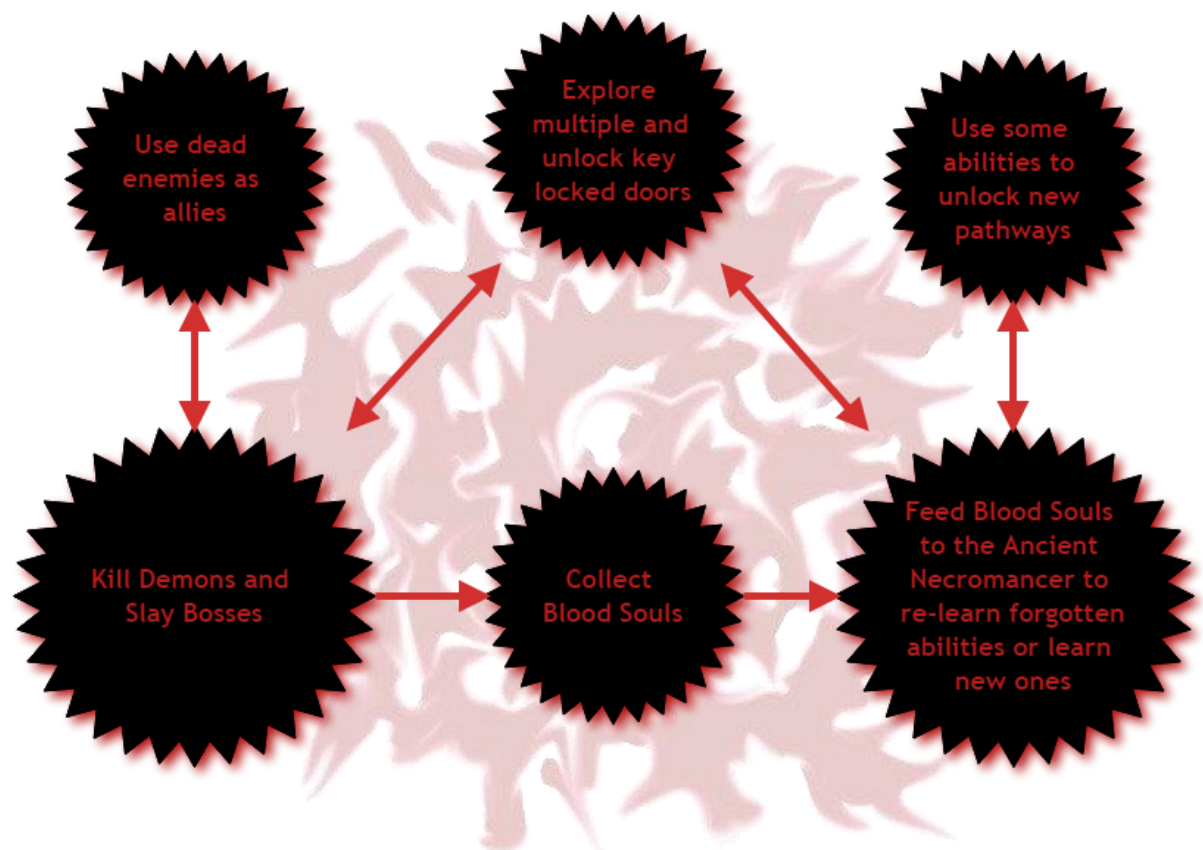 Use dead
enemies as
allies
Explore
multiple and
unlock key
locked doors
Use some
abilities to
unlock new
pathways
Kill Demons and
Slay Bosses
Collect
Blood Souls
Feed Blood Souls
to the Ancient
Necromancer to
re-learn forgotten
abilities or learn
new ones